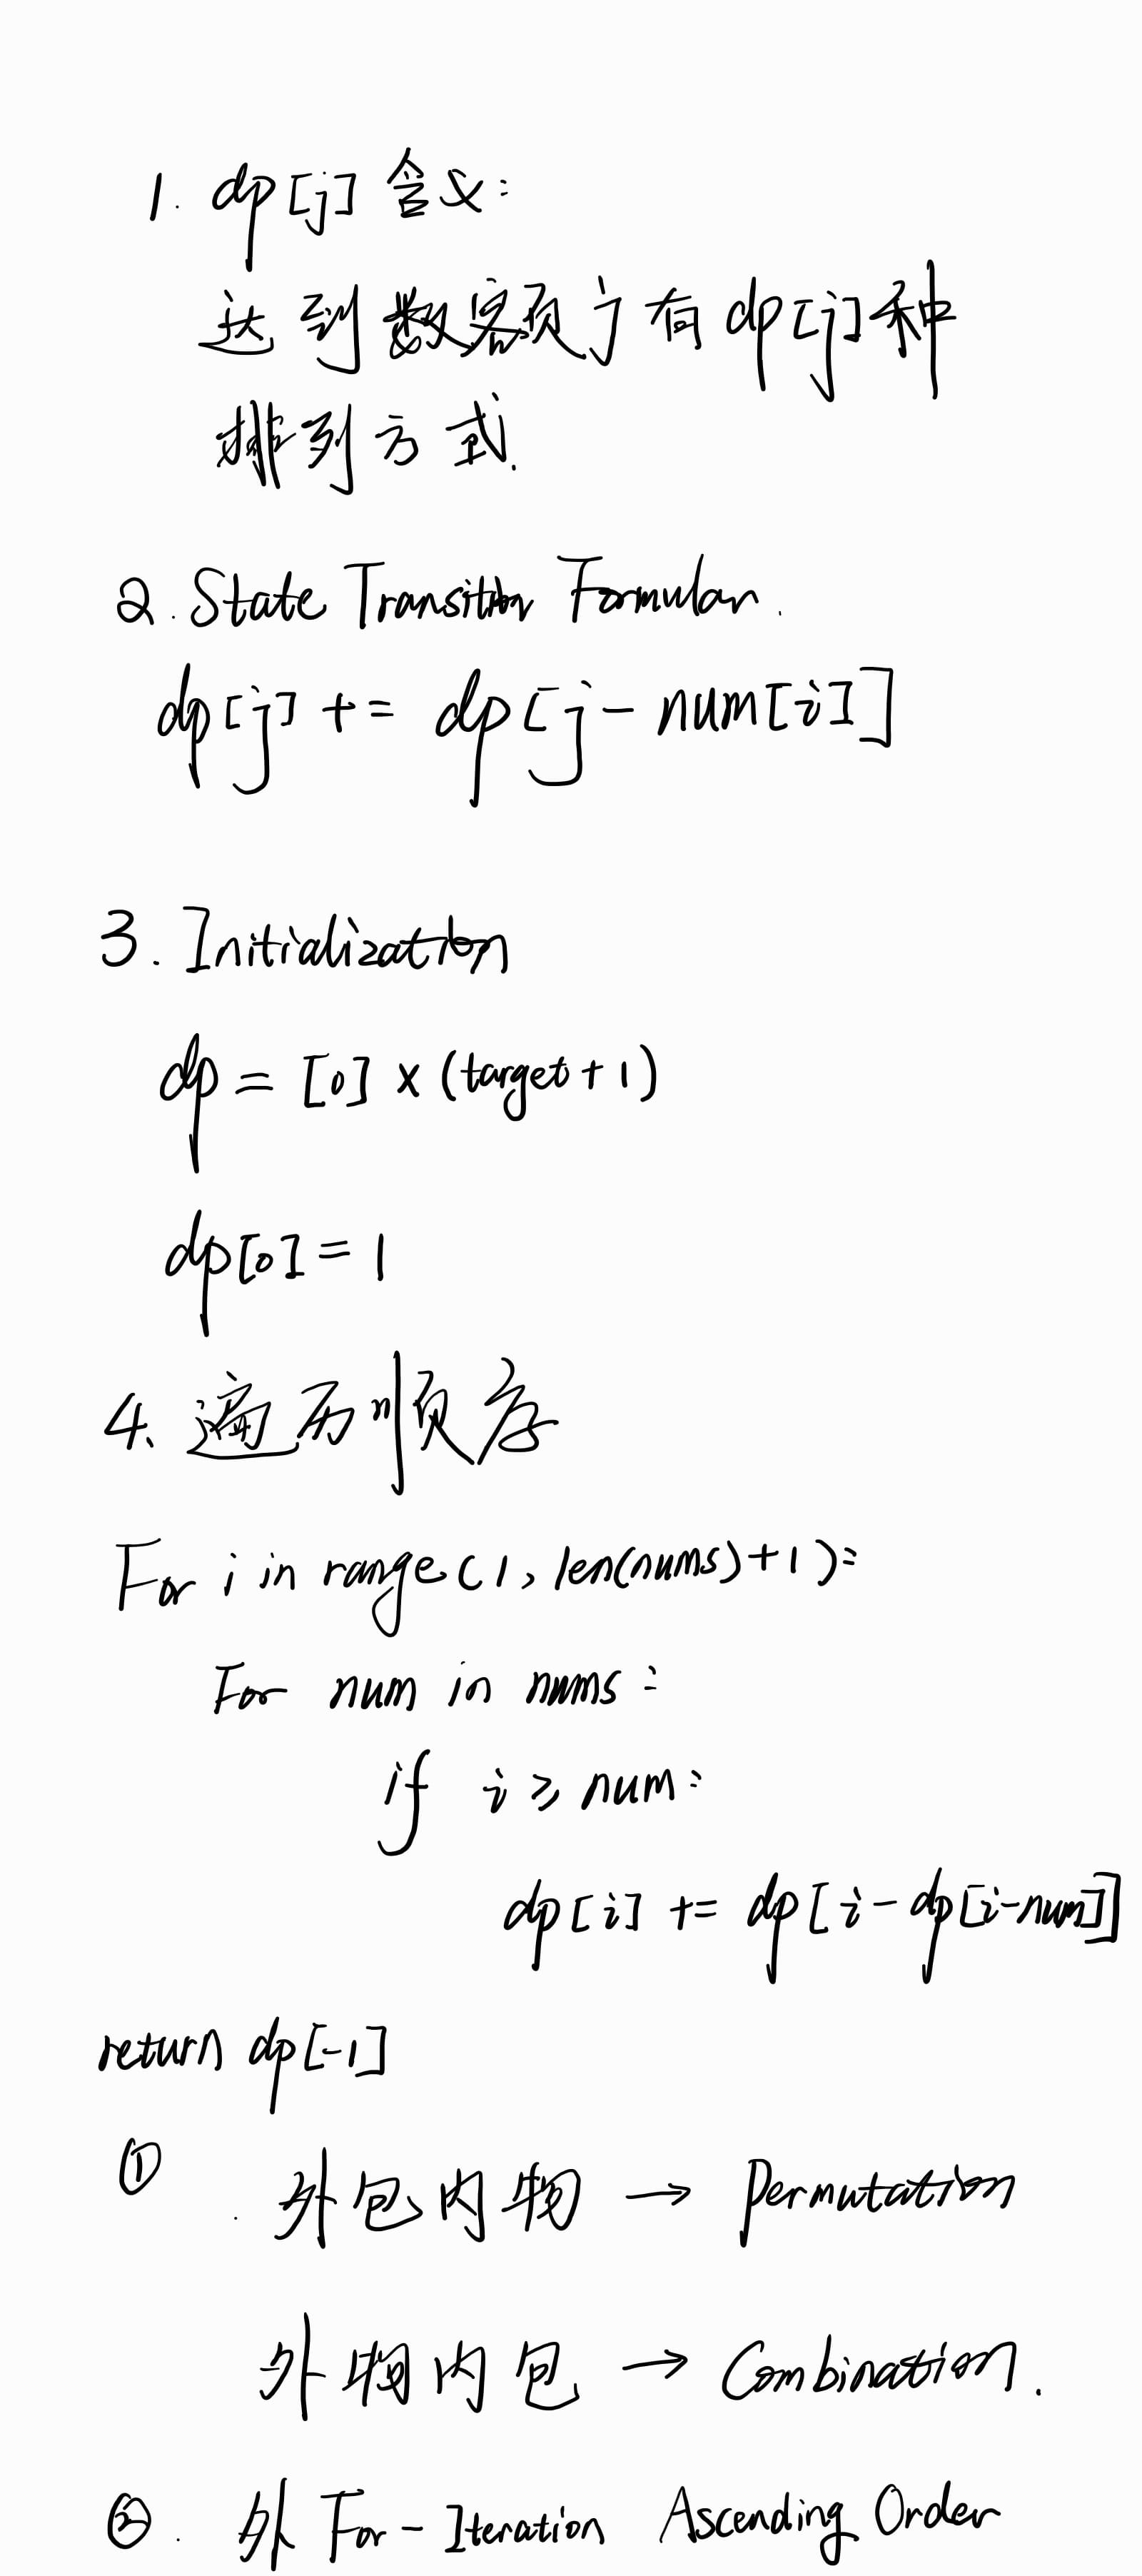 1. dp[j] 含义:
达到数额 j 有 dp[j] 种
排列方式.
2. State Transition Formular.
dp[j] += dp[j - num[i]]
3. Initialization
dp = [0] × (target + 1)
dp[0] = 1
4. 遍历顺序
For i in range(1, len(nums)+1):
For num in nums:
if i ≥ num:
dp[i] += dp[i - dp[i-num]]
return dp[-1]
① 外包内物 → Permutation
外物内包 → Combination.
②. 外 For - Iteration Ascending Order